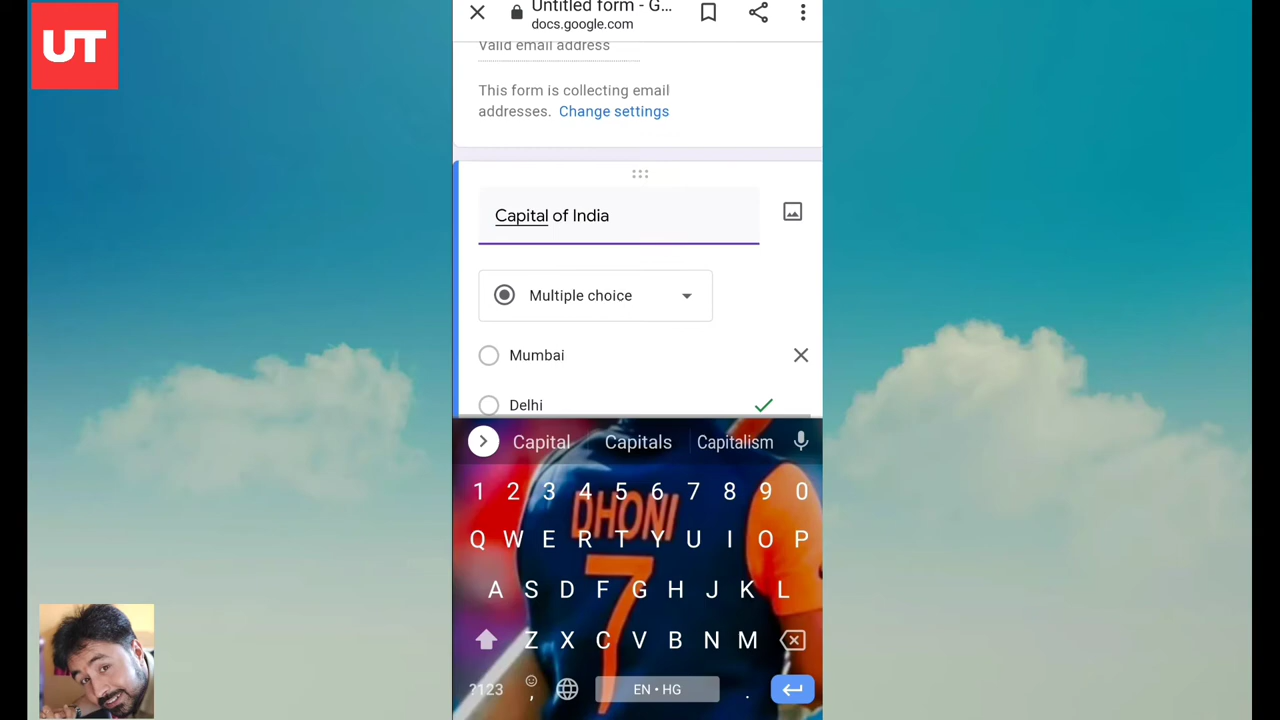 UT
Untitled form - G...
docs.google.com
Valid email address
This form is collecting email
addresses. Change settings
Capital of India
Multiple choice
Mumbai
Delhi
Capital Capitals Capitalism
1 2 3 4 5 6 7 8 9 0
DHONI
Q W E R T Y U I O P
7
A S D F G H J K L
Z X C V B N M
?123 , EN • HG .